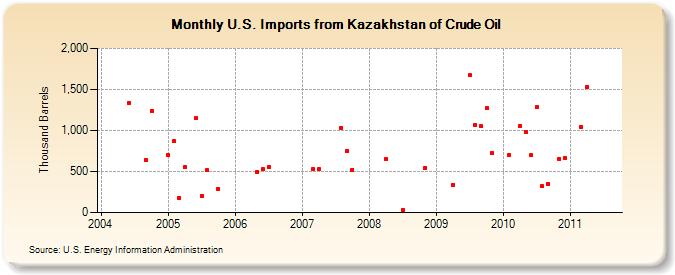 Monthly U.S. Imports from Kazakhstan of Crude Oil
Thousand Barrels
2,000
1,500
1,000
500
0
2004 2005 2006 2007 2008 2009 2010 2011
Source: U.S. Energy Information Administration